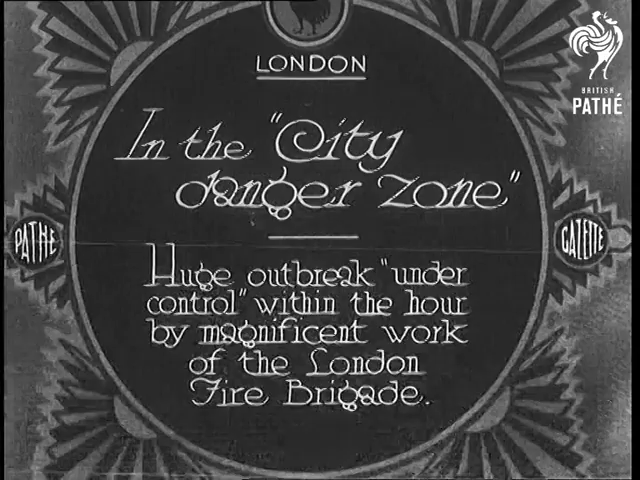 LONDON
In the "City
danger zone"
Huge outbreak "under
control" within the hour
by magnificent work
of the London
Fire Brigade.
PATHE
GAZETTE
BRITISH
PATHÉ